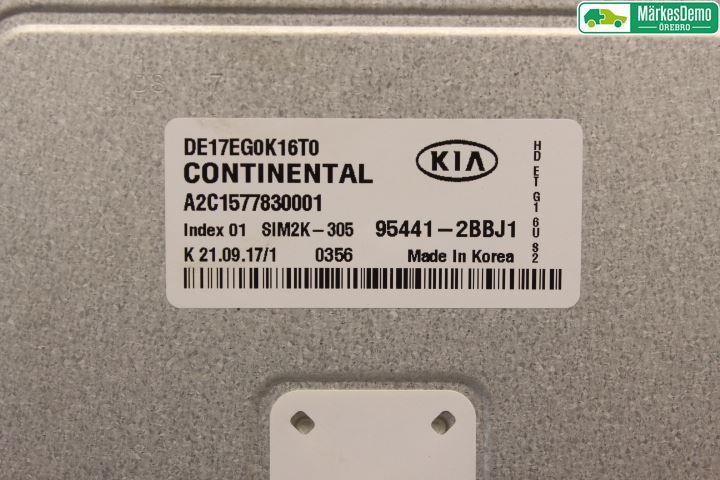 MärkesDemo
ÖREBRO
DE17EG0K16T0
CONTINENTAL
KIA
A2C1577830001
Index 01 SIM2K-305 95441-2BBJ1
K 21.09.17/1 0356 Made In Korea
HD ET G1 6U S2